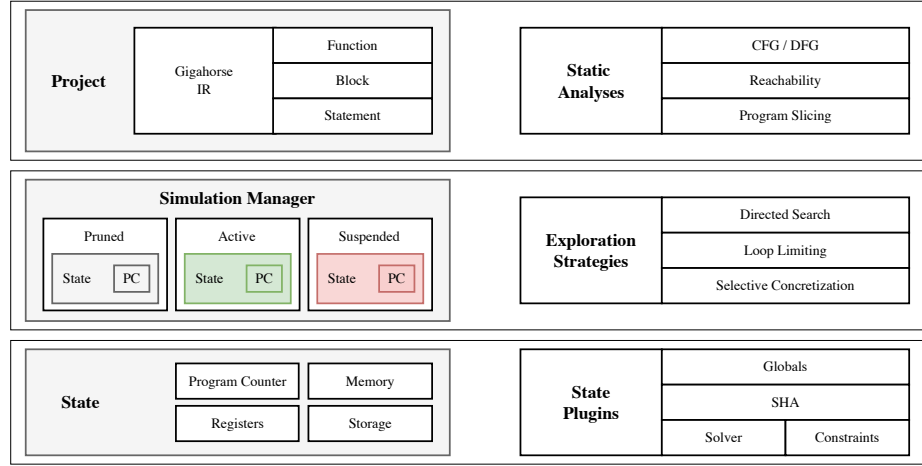 Project
Gigahorse
IR
Function
Block
Statement
Static
Analyses
CFG / DFG
Reachability
Program Slicing
Simulation Manager
Pruned
State
PC
Active
State
PC
Suspended
State
PC
Exploration
Strategies
Directed Search
Loop Limiting
Selective Concretization
State
Program Counter
Memory
Registers
Storage
State
Plugins
Globals
SHA
Solver
Constraints